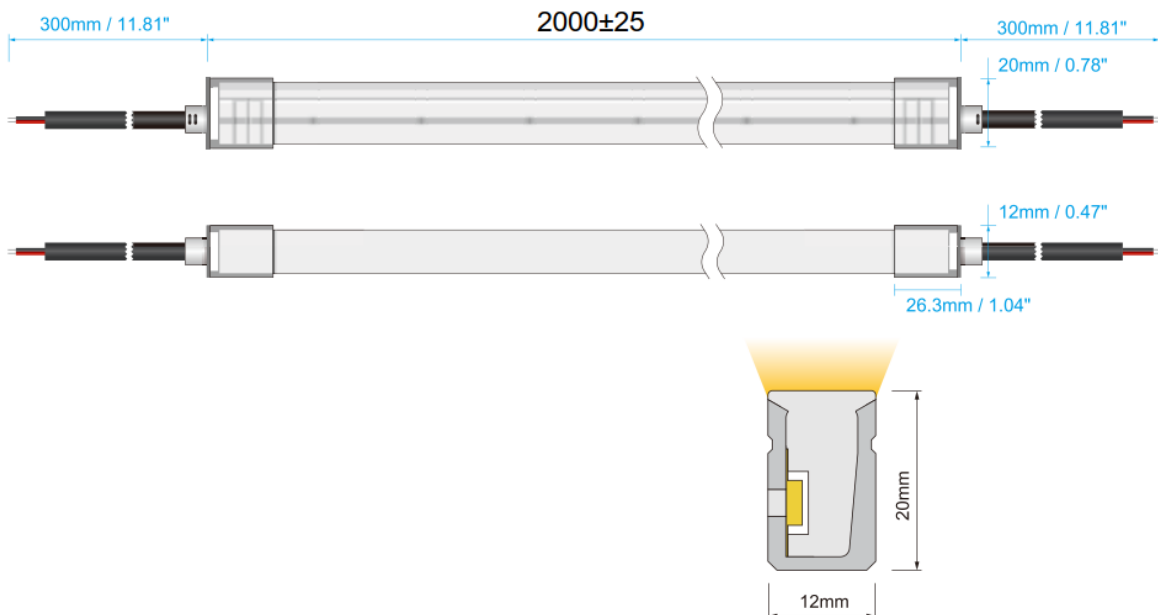 300mm / 11.81" 2000±25 300mm / 11.81"
20mm / 0.78"
12mm / 0.47"
26.3mm / 1.04"
20mm
12mm